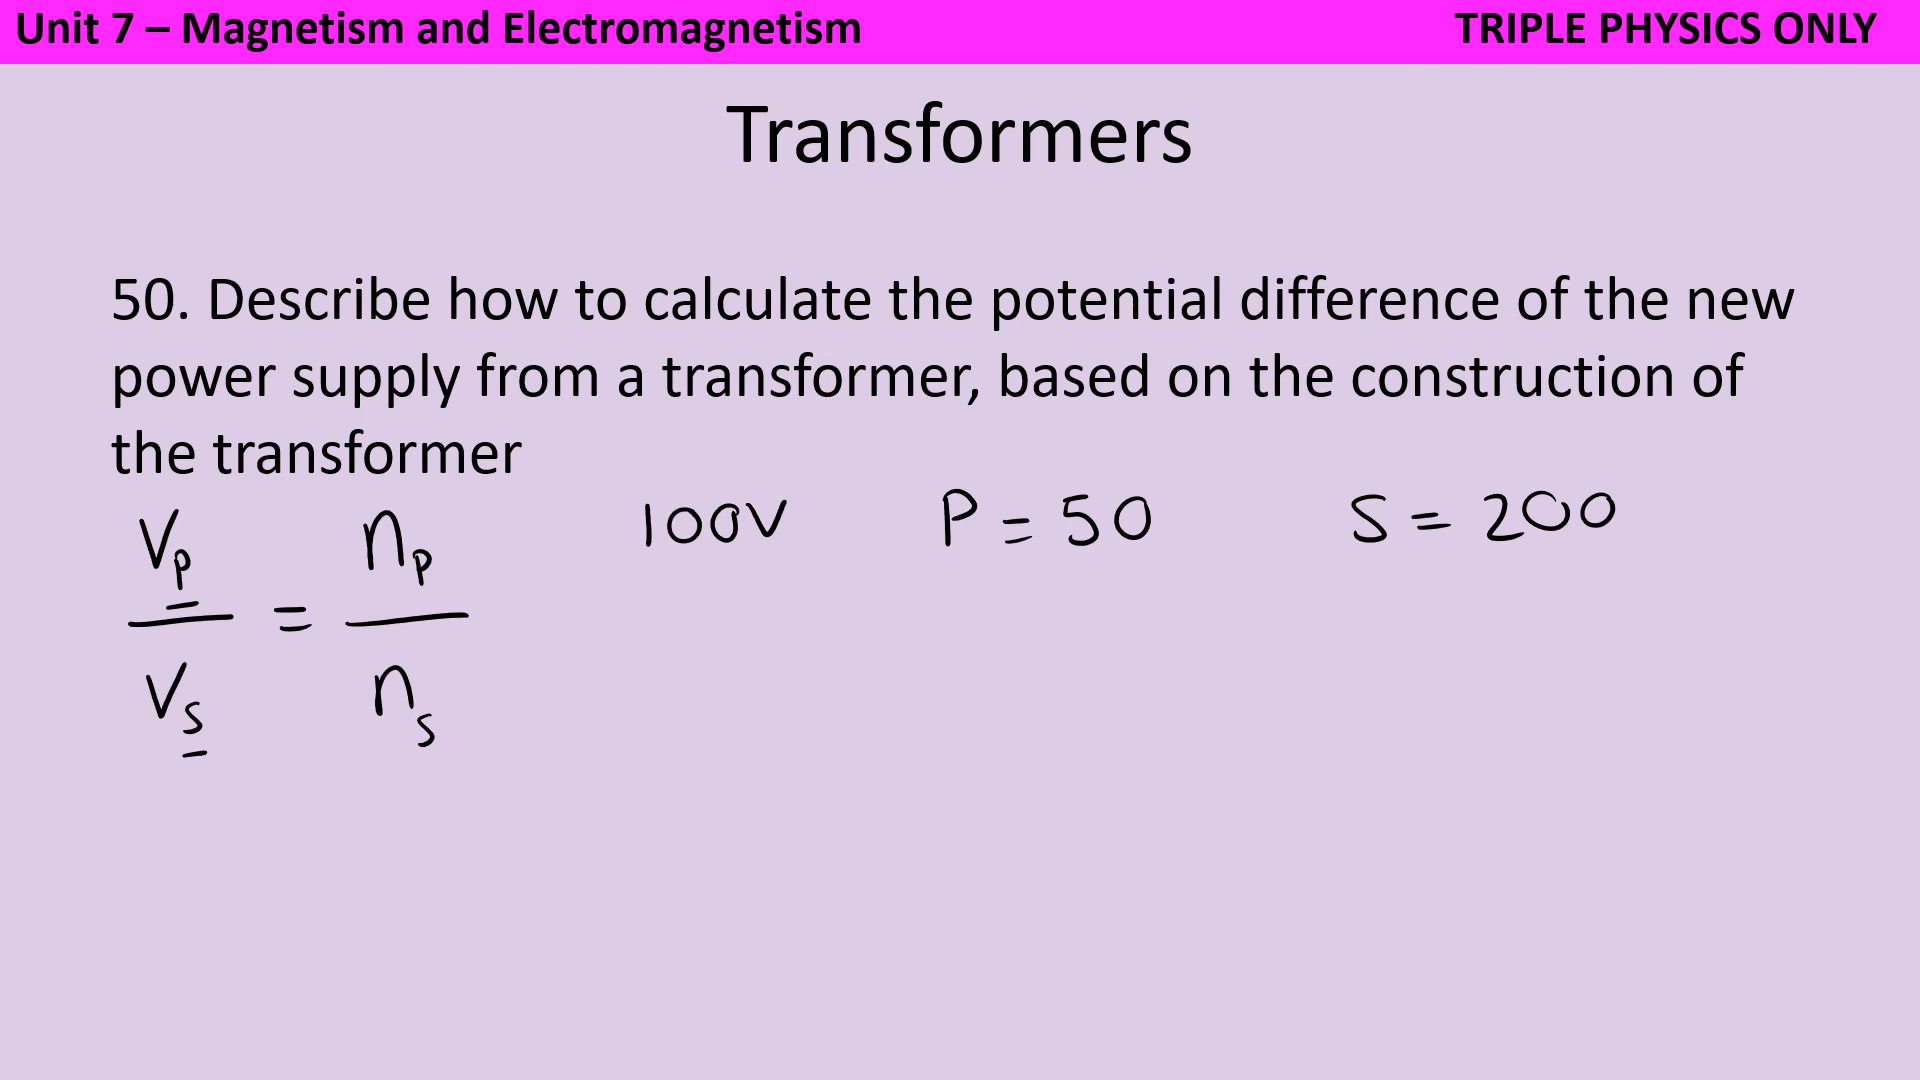 Unit 7 – Magnetism and Electromagnetism TRIPLE PHYSICS ONLY
Transformers
50. Describe how to calculate the potential difference of the new
power supply from a transformer, based on the construction of
the transformer
Vp / Vs = np / ns
100V P = 50 S = 200